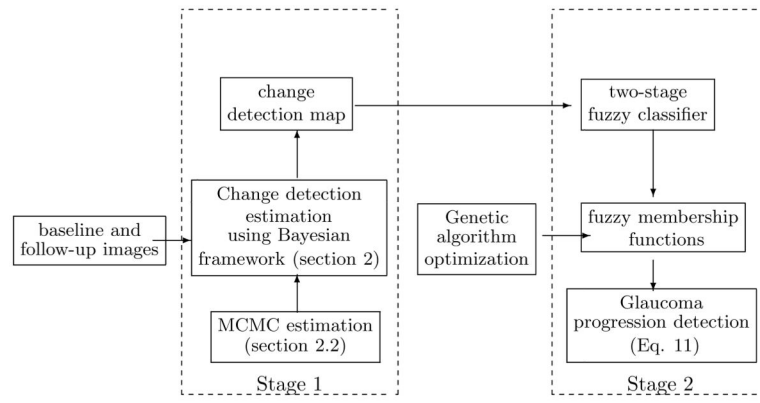 change
detection map
two-stage
fuzzy classifier
Change detection
estimation
using Bayesian
framework (section 2)
baseline and
follow-up images
Genetic
algorithm
optimization
fuzzy membership
functions
MCMC estimation
(section 2.2)
Glaucoma
progression detection
(Eq. 11)
Stage 1
Stage 2